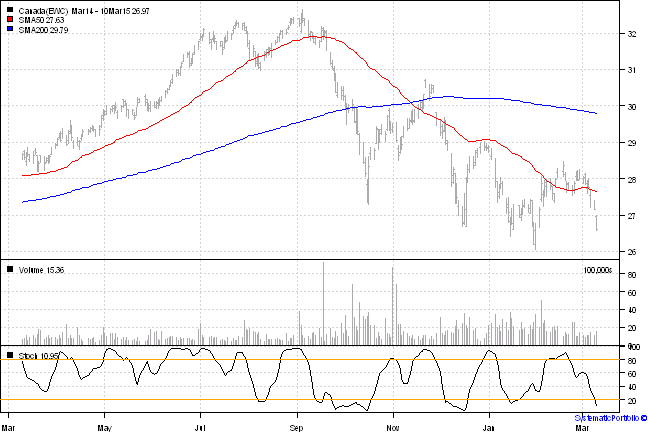 Canada(EWC) Mar14 - 10Mar15 26.97
SMA50 27.63
SMA200 29.79
32
31
30
29
28
27
26
Volume 15.36
100,000s
80
60
40
20
0
Stoch 10.95
100
80
60
40
20
Mar May Jul Sep Nov Jan Mar
SystematicPortfolio ©